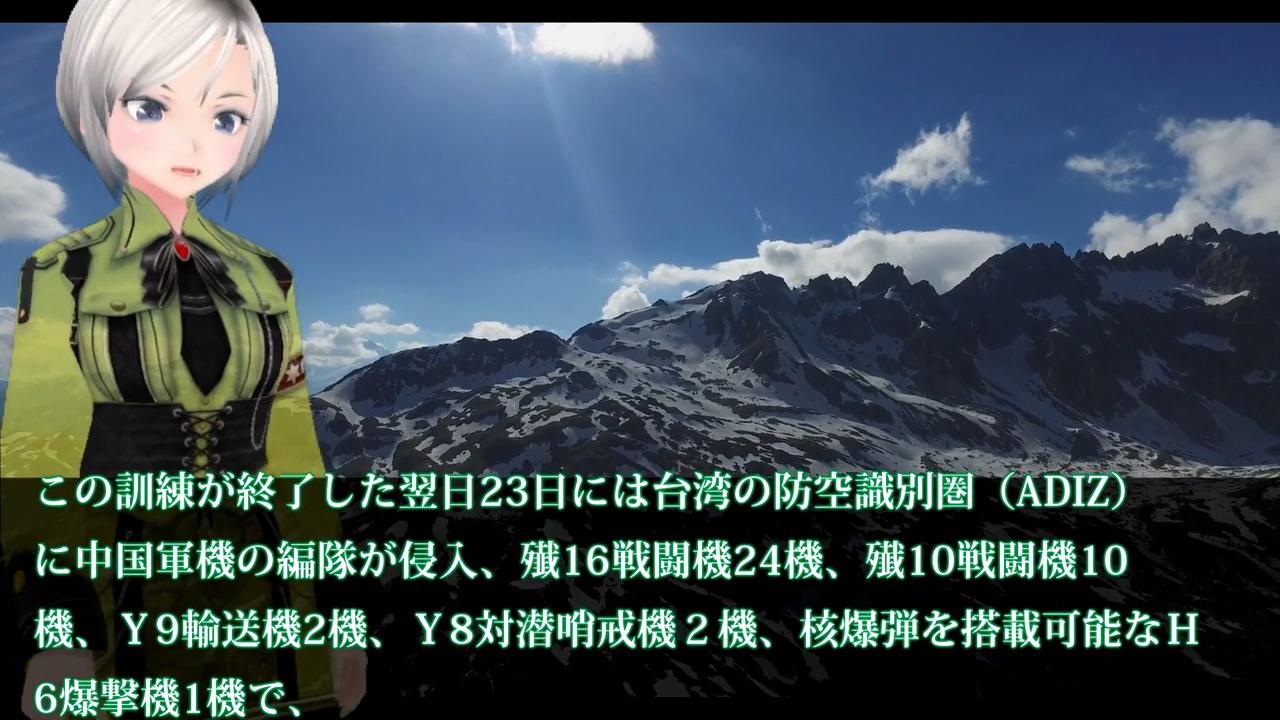 この訓練が終了した翌日23日には台湾の防空識別圏（ADIZ）
に中国軍機の編隊が侵入、殲16戦闘機24機、殲10戦闘機10
機、Ｙ9輸送機2機、Ｙ8対潜哨戒機２機、核爆弾を搭載可能なＨ
6爆撃機1機で、